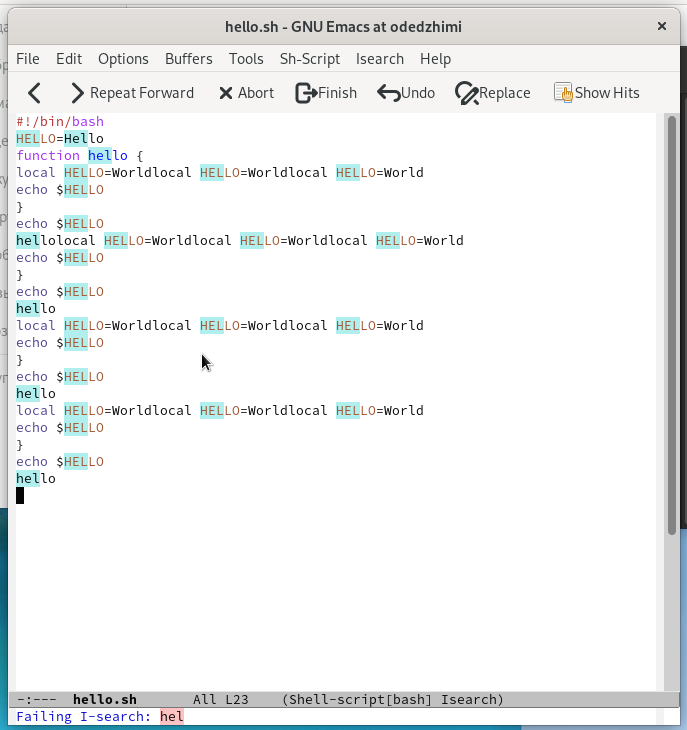 hello.sh - GNU Emacs at odedzhimi
File Edit Options Buffers Tools Sh-Script Isearch Help
Repeat Forward Abort Finish Undo Replace Show Hits
#!/bin/bash
HELLO=Hello
function hello {
local HELLO=Worldlocal HELLO=Worldlocal HELLO=World
echo $HELLO
}
echo $HELLO
hellolocal HELLO=Worldlocal HELLO=Worldlocal HELLO=World
echo $HELLO
}
echo $HELLO
hello
local HELLO=Worldlocal HELLO=Worldlocal HELLO=World
echo $HELLO
}
echo $HELLO
hello
local HELLO=Worldlocal HELLO=Worldlocal HELLO=World
echo $HELLO
}
echo $HELLO
hello
-:--- hello.sh All L23 (Shell-script[bash] Isearch)
Failing I-search: hel